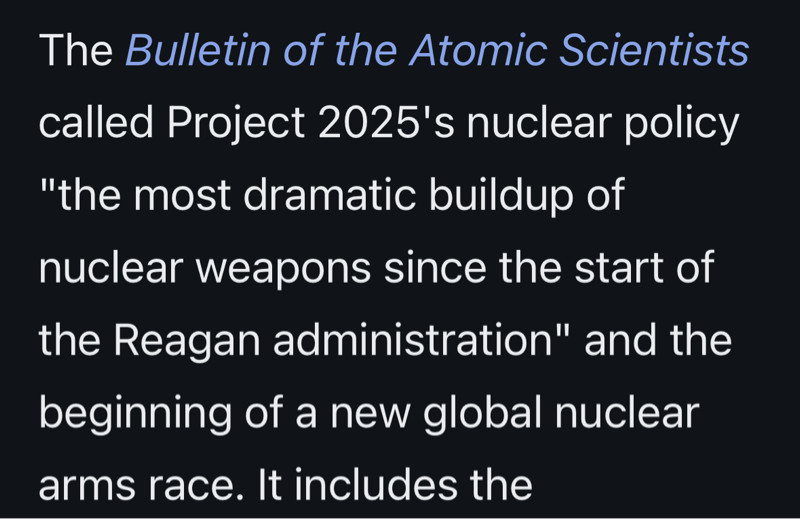 The Bulletin of the Atomic Scientists
called Project 2025's nuclear policy
"the most dramatic buildup of
nuclear weapons since the start of
the Reagan administration" and the
beginning of a new global nuclear
arms race. It includes the